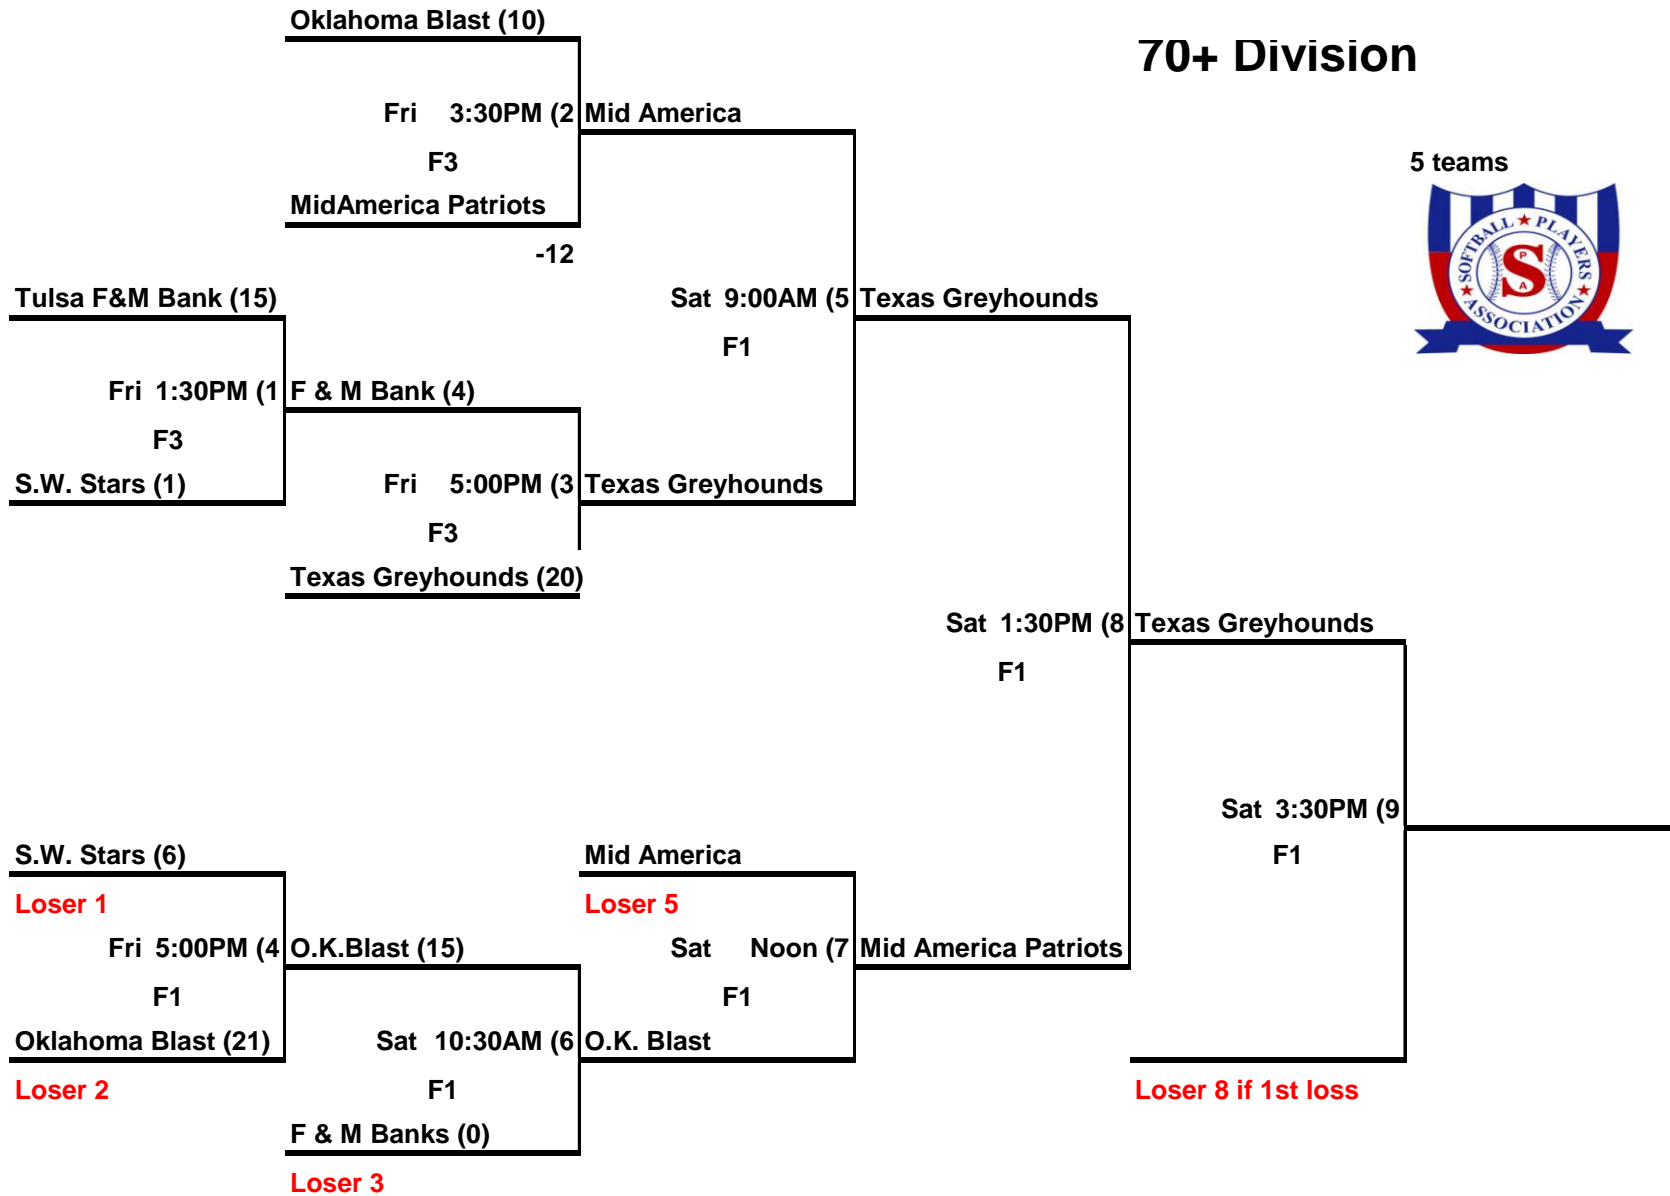 Oklahoma Blast (10)
70+ Division
Fri 3:30PM (2 Mid America
F3
5 teams
MidAmerica Patriots
-12
SOFTBALL ★ PLAYERS ★ ASSOCIATION ★
P
S
A
Tulsa F&M Bank (15)
Sat 9:00AM (5 Texas Greyhounds
F1
Fri 1:30PM (1 F & M Bank (4)
F3
S.W. Stars (1)
Fri 5:00PM (3 Texas Greyhounds
F3
Texas Greyhounds (20)
Sat 1:30PM (8 Texas Greyhounds
F1
Sat 3:30PM (9
F1
S.W. Stars (6)
Mid America
Loser 1
Loser 5
Fri 5:00PM (4 O.K.Blast (15)
Sat Noon (7 Mid America Patriots
F1
F1
Oklahoma Blast (21)
Sat 10:30AM (6 O.K. Blast
Loser 2
F1
Loser 8 if 1st loss
F & M Banks (0)
Loser 3